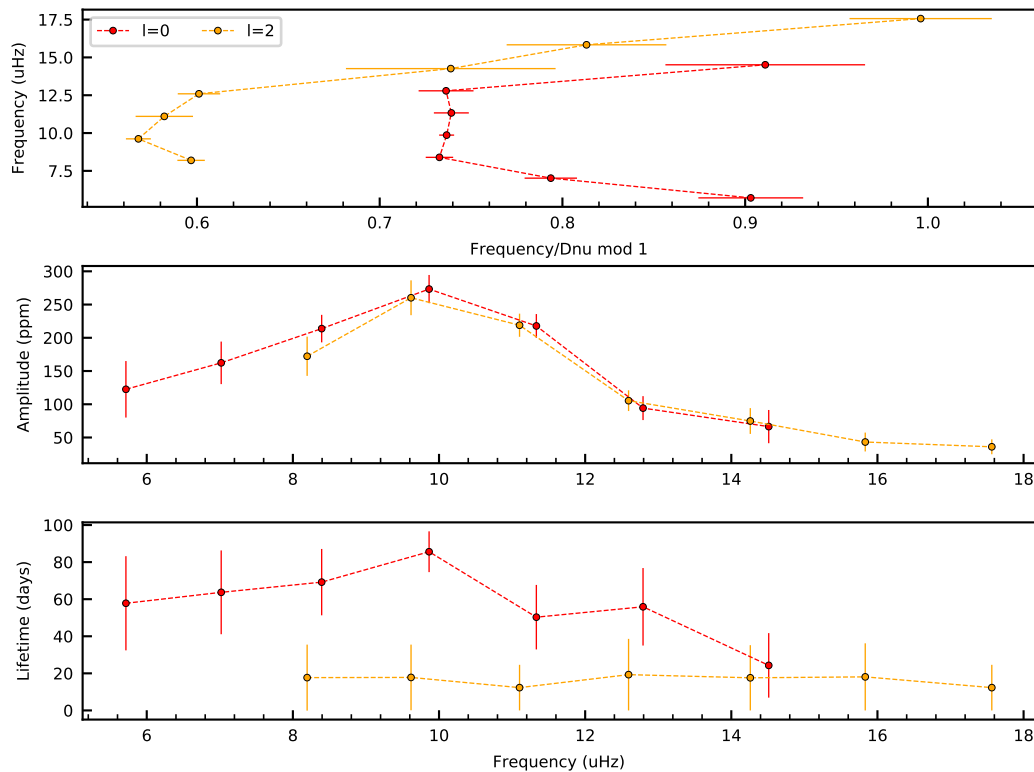 17.5
15.0
12.5
10.0
7.5
Frequency (uHz)
l=0 l=2
0.6 0.7 0.8 0.9 1.0
Frequency/Dnu mod 1
300
250
200
150
100
50
Amplitude (ppm)
6 8 10 12 14 16 18
100
80
60
40
20
0
Lifetime (days)
6 8 10 12 14 16 18
Frequency (uHz)